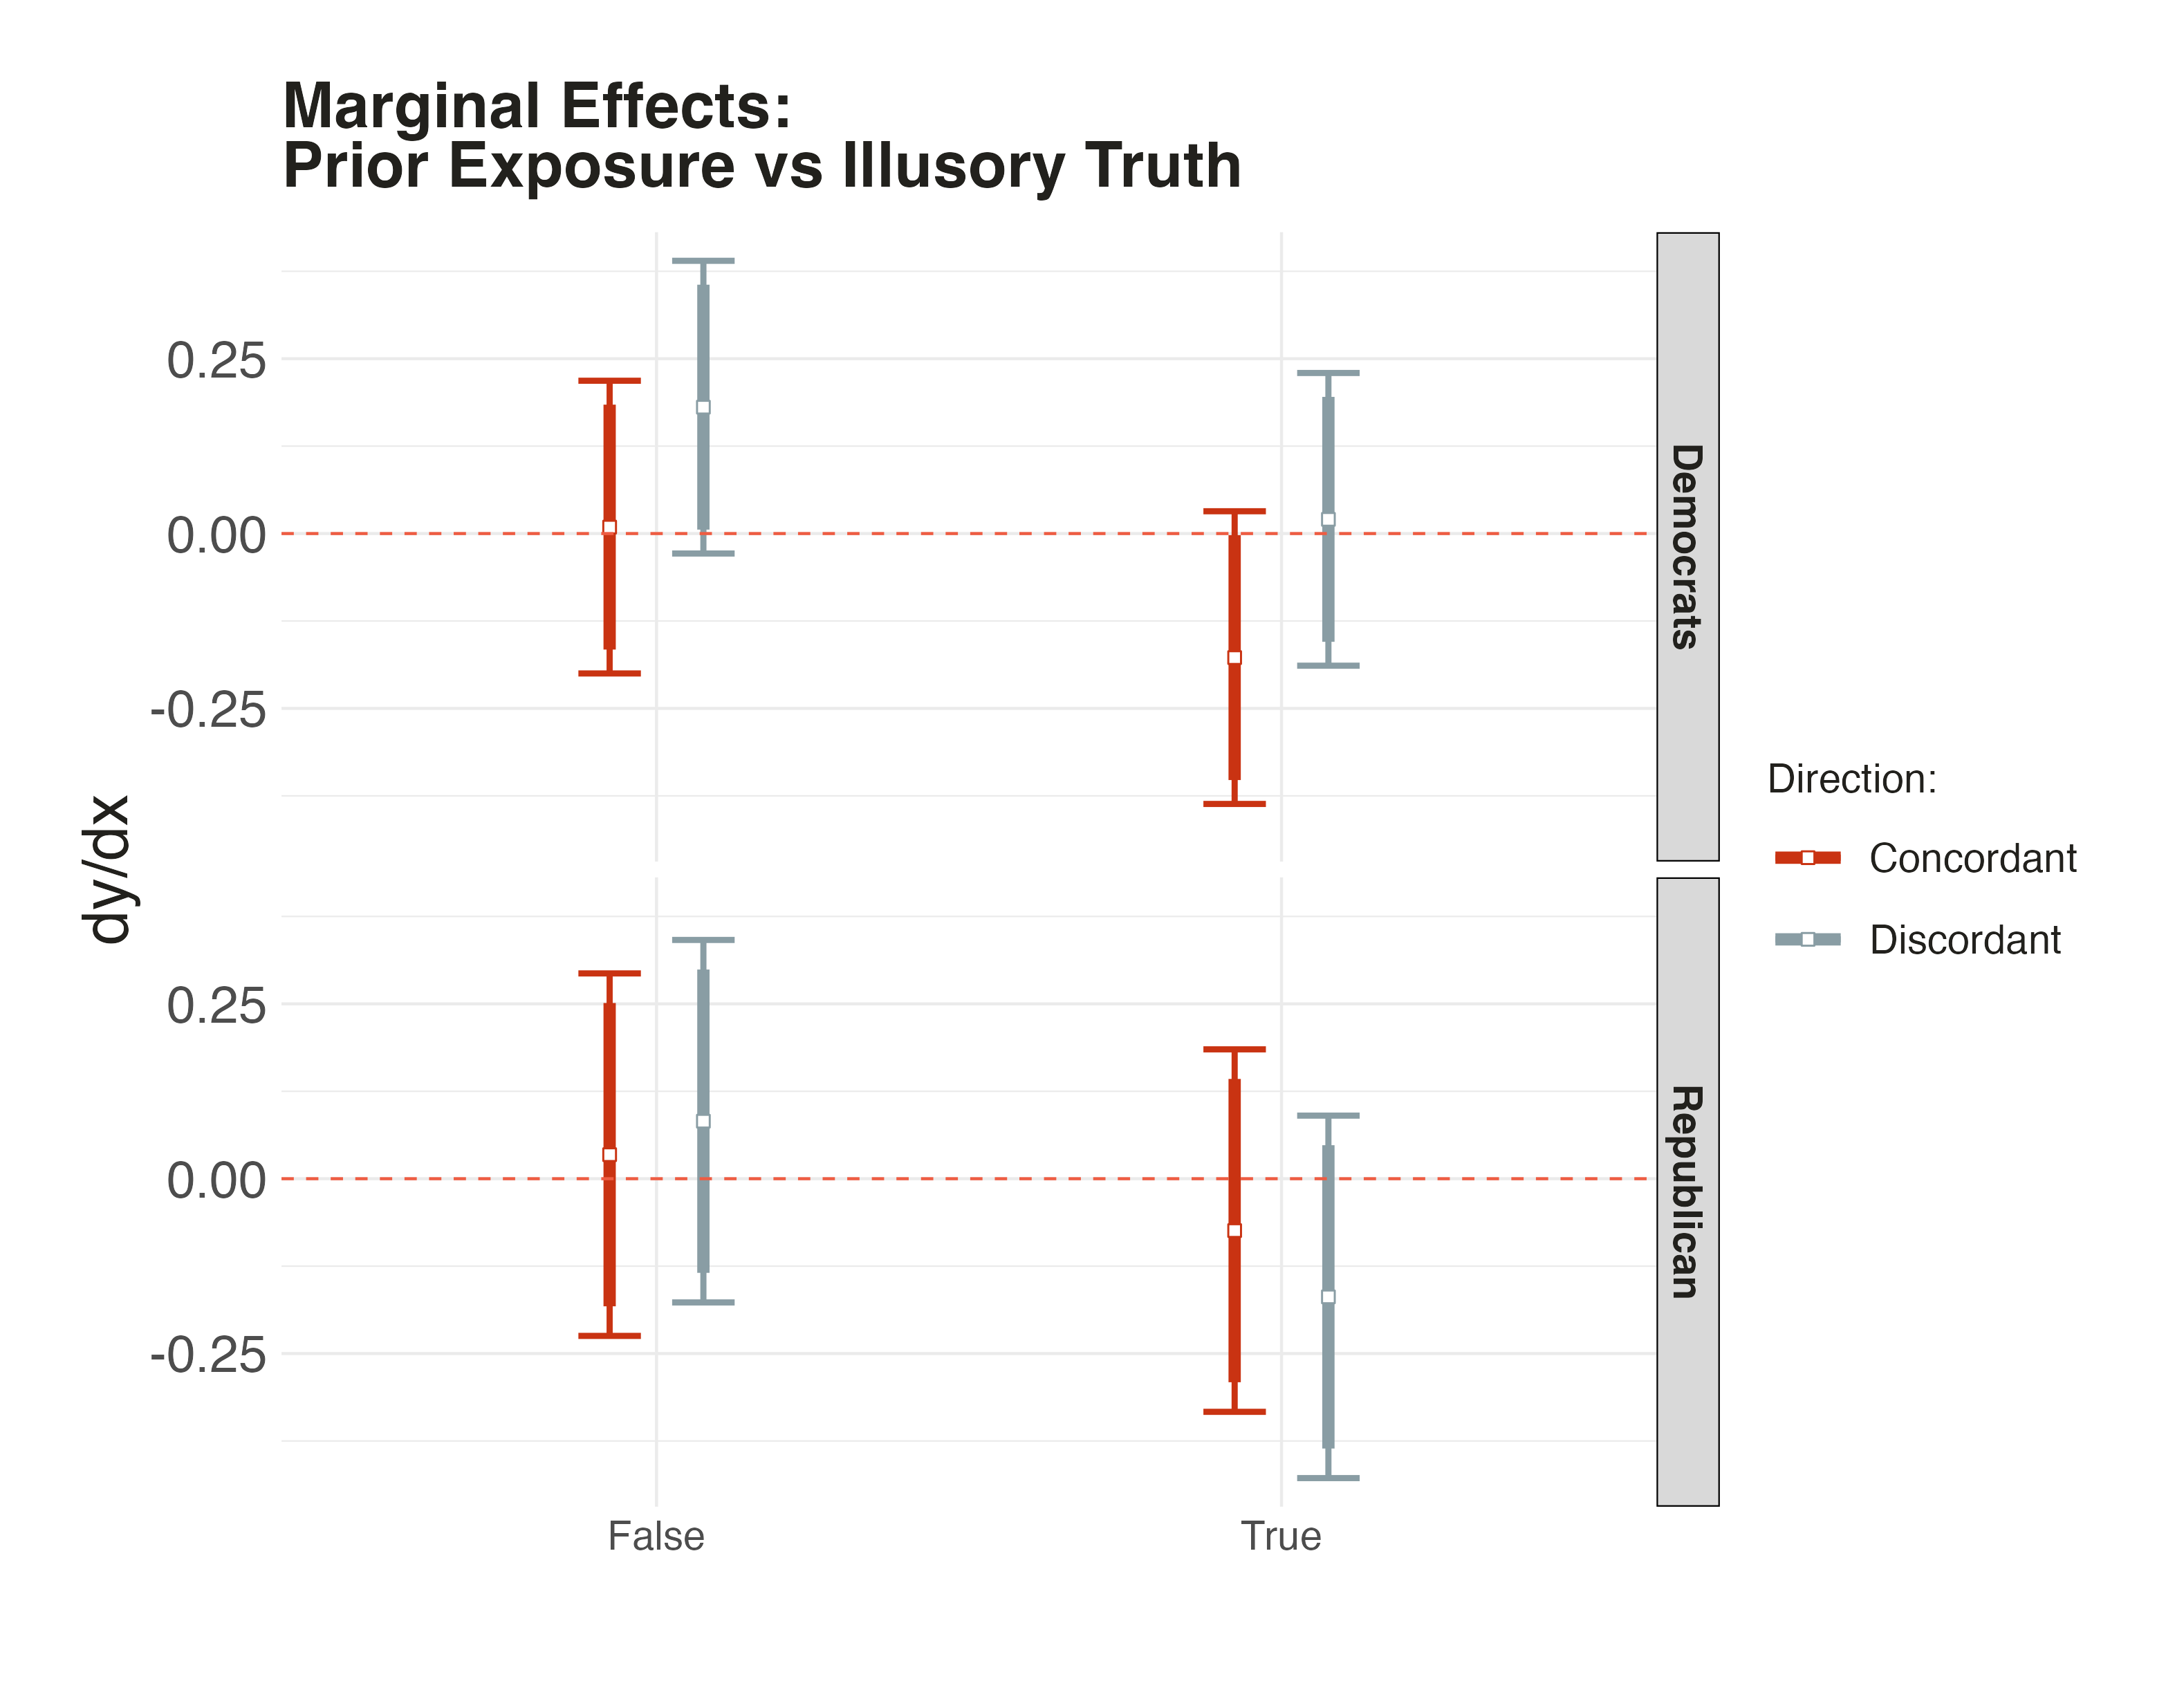 Marginal Effects:
Prior Exposure vs Illusory Truth
dy/dx
0.25
0.00
-0.25
Democrats
0.25
0.00
-0.25
Republican
False
True
Direction:
Concordant
Discordant